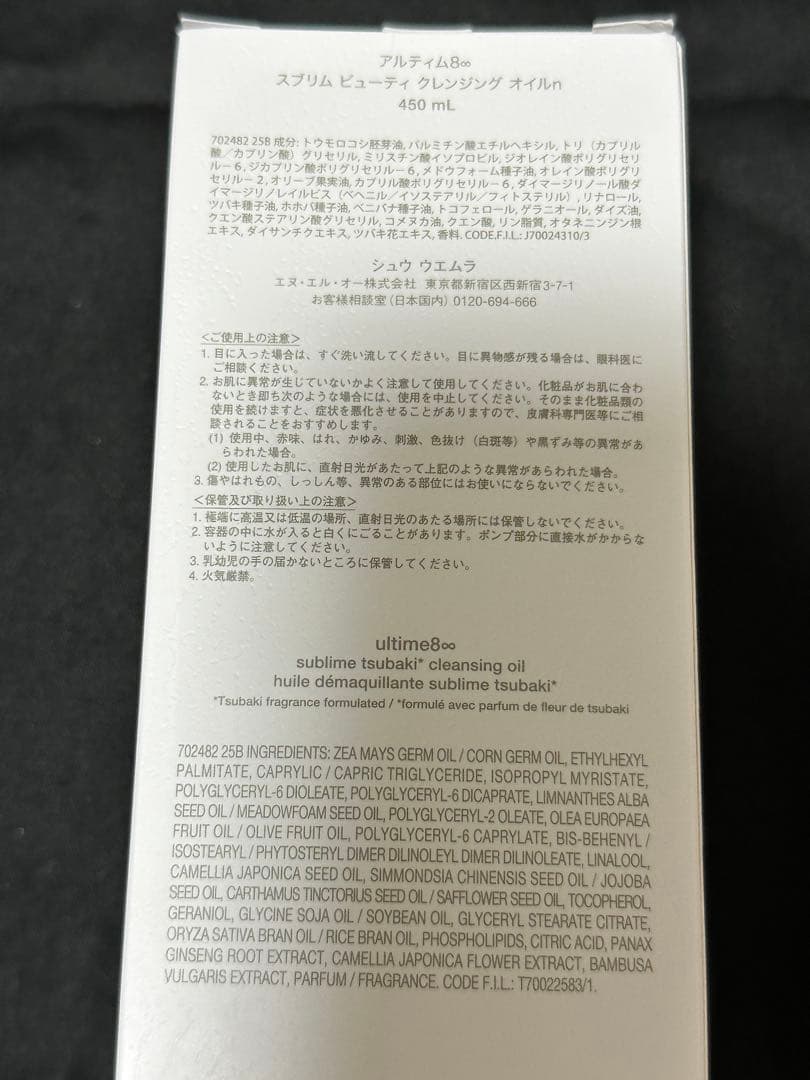 アルティム8∞
スブリム ビューティ クレンジング オイルn
450 mL
702482 25B 成分: トウモロコシ胚芽油, パルミチン酸エチルヘキシル, トリ（カプリル
酸／カプリン酸）グリセリル, ミリスチン酸イソプロピル, ジオレイン酸ポリグリセリ
ル－6, ジカプリン酸ポリグリセリル－6, メドウフォーム種子油, オレイン酸ポリグリ
セリル－2, オリーブ果実油, カプリル酸ポリグリセリル－6, ダイマージリノール酸ダ
イマージリノレイルビス（ベヘニル／イソステアリル／フィトステリル）, リナロール,
ツバキ種子油, ホホバ種子油, ベニバナ種子油, トコフェロール, ゲラニオール, ダイズ油,
クエン酸ステアリン酸グリセリル, コメヌカ油, クエン酸, リン脂質, オタネニンジン根
エキス, ダイサンチクエキス, ツバキ花エキス, 香料. CODE.F.I.L.: J70024310/3
シュウ ウエムラ
エヌ・エル・オー株式会社 東京都新宿区西新宿3-7-1
お客様相談室（日本国内）0120-694-666
＜ご使用上の注意＞
1. 目に入った場合は、すぐ洗い流してください。目に異物感が残る場合は、眼科医に
ご相談ください。
2. お肌に異常が生じていないかよく注意して使用してください。化粧品がお肌に合わ
ないとき即ち次のような場合には、使用を中止してください。そのまま化粧品類の
使用を続けますと、症状を悪化させることがありますので、皮膚科専門医等にご相
談されることをおすすめします。
(1) 使用中、赤味、はれ、かゆみ、刺激、色抜け（白斑等）や黒ずみ等の異常があ
らわれた場合。
(2) 使用したお肌に、直射日光があたって上記のような異常があらわれた場合。
3. 傷やはれもの、しっしん等、異常のある部位にはお使いにならないでください。
＜保管及び取り扱い上の注意＞
1. 極端に高温又は低温の場所、直射日光のあたる場所には保管しないでください。
2. 容器の中に水が入ると白くにごることがあります。ポンプ部分に直接水がかからな
いように注意してください。
3. 乳幼児の手の届かないところに保管してください。
4. 火気厳禁。
ultime8∞
sublime tsubaki* cleansing oil
huile démaquillante sublime tsubaki*
*Tsubaki fragrance formulated / *formulé avec parfum de fleur de tsubaki
702482 25B INGREDIENTS: ZEA MAYS GERM OIL / CORN GERM OIL, ETHYLHEXYL
PALMITATE, CAPRYLIC / CAPRIC TRIGLYCERIDE, ISOPROPYL MYRISTATE,
POLYGLYCERYL-6 DIOLEATE, POLYGLYCERYL-6 DICAPRATE, LIMNANTHES ALBA
SEED OIL / MEADOWFOAM SEED OIL, POLYGLYCERYL-2 OLEATE, OLEA EUROPAEA
FRUIT OIL / OLIVE FRUIT OIL, POLYGLYCERYL-6 CAPRYLATE, BIS-BEHENYL /
ISOSTEARYL / PHYTOSTERYL DIMER DILINOLEYL DIMER DILINOLEATE, LINALOOL,
CAMELLIA JAPONICA SEED OIL, SIMMONDSIA CHINENSIS SEED OIL / JOJOBA
SEED OIL, CARTHAMUS TINCTORIUS SEED OIL / SAFFLOWER SEED OIL, TOCOPHEROL,
GERANIOL, GLYCINE SOJA OIL / SOYBEAN OIL, GLYCERYL STEARATE CITRATE,
ORYZA SATIVA BRAN OIL / RICE BRAN OIL, PHOSPHOLIPIDS, CITRIC ACID, PANAX
GINSENG ROOT EXTRACT, CAMELLIA JAPONICA FLOWER EXTRACT, BAMBUSA
VULGARIS EXTRACT, PARFUM / FRAGRANCE. CODE F.I.L.: T70022583/1.